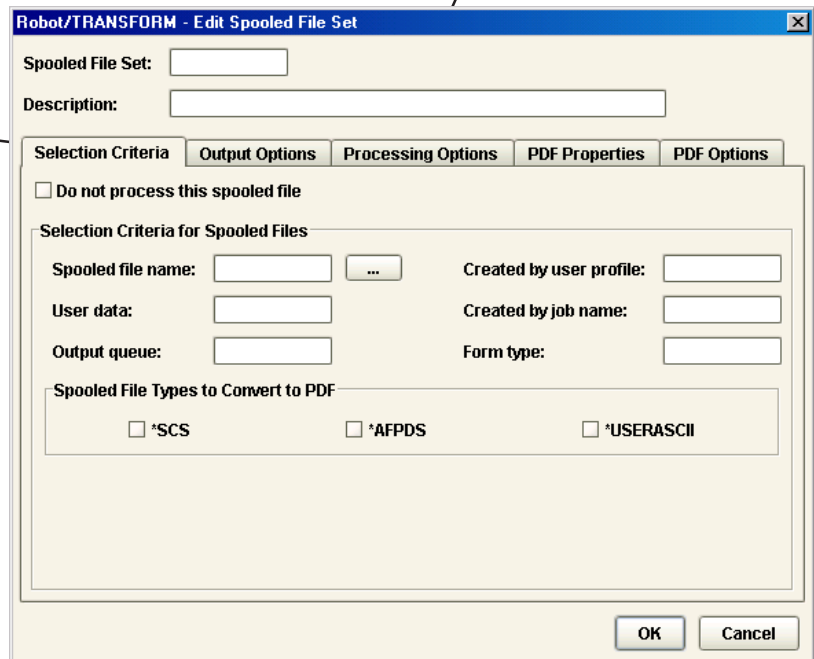 Robot/TRANSFORM - Edit Spooled File Set
Spooled File Set:
Description:
Selection Criteria Output Options Processing Options PDF Properties PDF Options
Do not process this spooled file
Selection Criteria for Spooled Files
Spooled file name: ... Created by user profile:
User data: Created by job name:
Output queue: Form type:
Spooled File Types to Convert to PDF
*SCS *AFPDS *USERASCII
OK Cancel